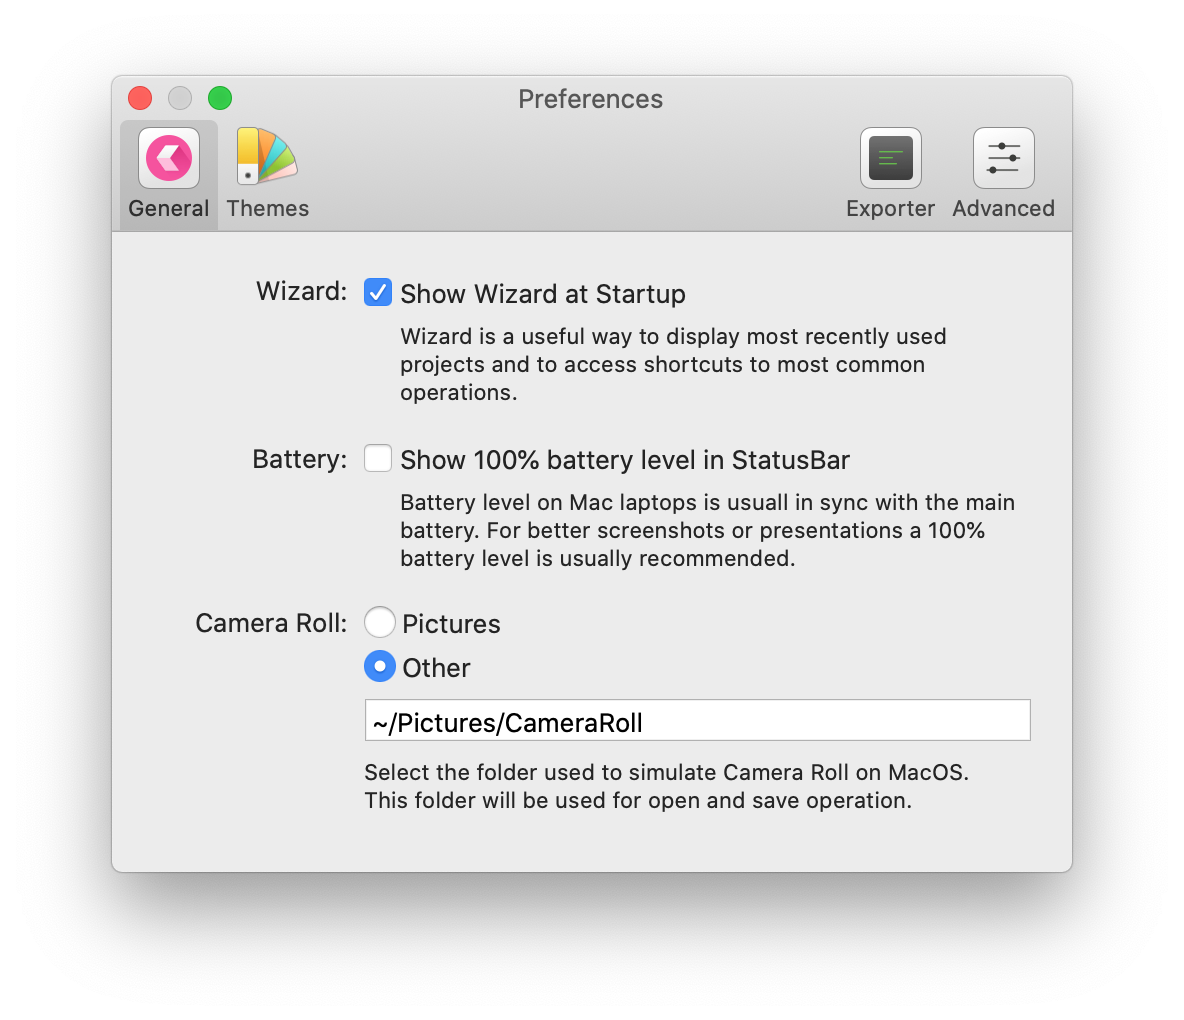 Preferences
General Themes Exporter Advanced
Wizard: Show Wizard at Startup
Wizard is a useful way to display most recently used
projects and to access shortcuts to most common
operations.
Battery: Show 100% battery level in StatusBar
Battery level on Mac laptops is usuall in sync with the main
battery. For better screenshots or presentations a 100%
battery level is usually recommended.
Camera Roll: Pictures
Other
~/Pictures/CameraRoll
Select the folder used to simulate Camera Roll on MacOS.
This folder will be used for open and save operation.